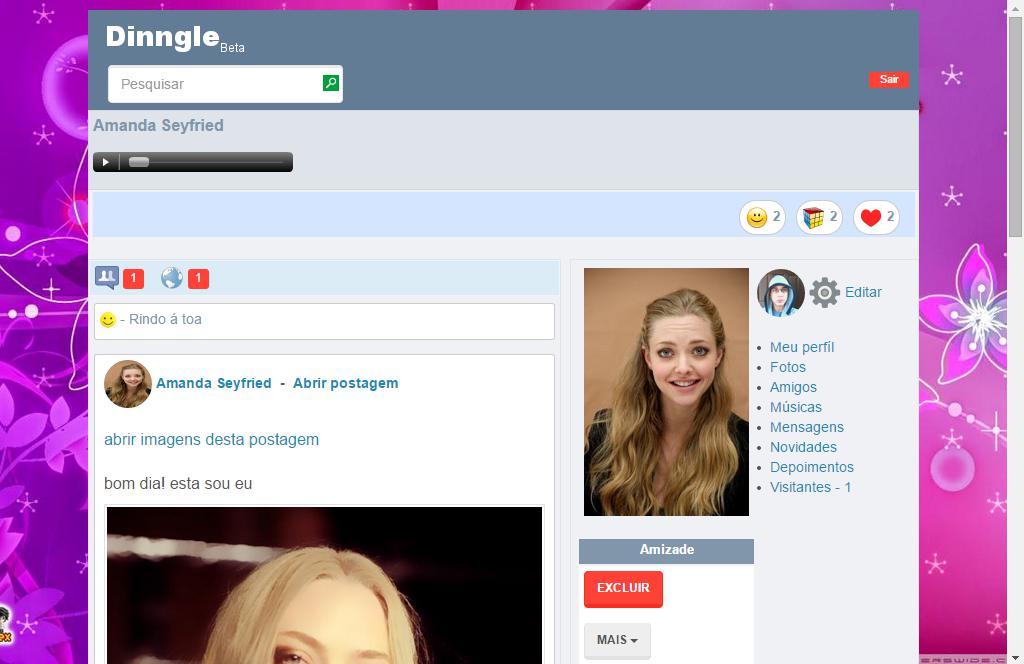 Dinngle Beta
Pesquisar
Sair
Amanda Seyfried
2 2 2
1 1
- Rindo á toa
Amanda Seyfried - Abrir postagem
abrir imagens desta postagem
bom dia! esta sou eu
Editar
Meu perfil
Fotos
Amigos
Músicas
Mensagens
Novidades
Depoimentos
Visitantes - 1
Amizade
EXCLUIR
MAIS